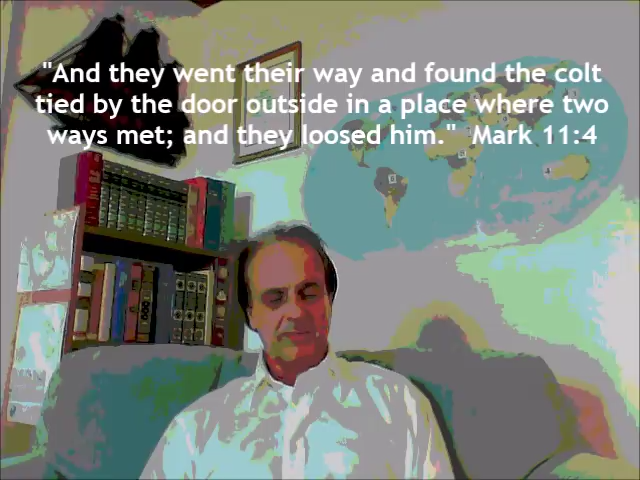 "And they went their way and found the colt
tied by the door outside in a place where two
ways met; and they loosed him."  Mark 11:4